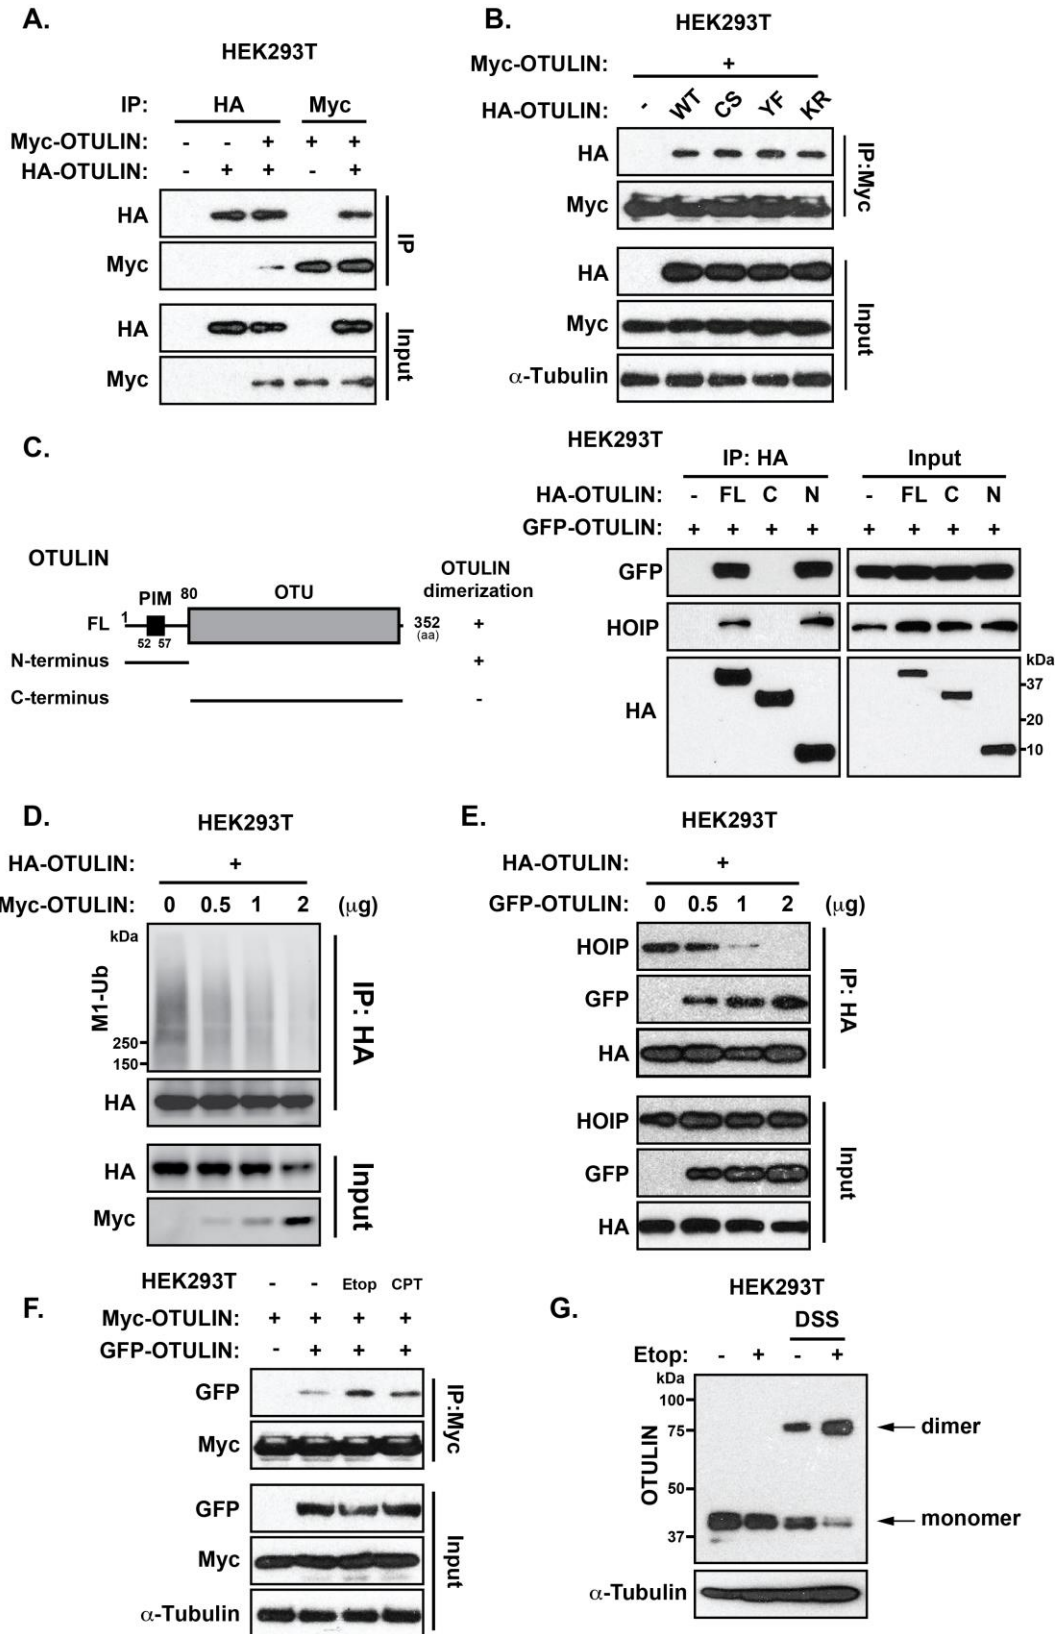 A.
HEK293T
IP: HA Myc
Myc-OTULIN: - - + + +
HA-OTULIN: - + + - +
HA
Myc
IP
HA
Myc
Input
B.
HEK293T
Myc-OTULIN: +
HA-OTULIN: - WT CS YF KR
HA
Myc
IP:Myc
HA
Myc
α-Tubulin
Input
C.
OTULIN
PIM 80 OTU OTULIN dimerization
FL 1 352 (aa) +
52 57
N-terminus +
C-terminus -
HEK293T
IP: HA Input
HA-OTULIN: - FL C N - FL C N
GFP-OTULIN: + + + + + + + +
GFP
HOIP
HA
kDa
37
20
10
D.
HEK293T
HA-OTULIN: +
Myc-OTULIN: 0 0.5 1 2 (μg)
kDa
M1-Ub
250
150
HA
IP: HA
HA
Myc
Input
E.
HEK293T
HA-OTULIN: +
GFP-OTULIN: 0 0.5 1 2 (μg)
HOIP
GFP
HA
IP: HA
HOIP
GFP
HA
Input
F.
HEK293T - - Etop CPT
Myc-OTULIN: + + + +
GFP-OTULIN: - + + +
GFP
Myc
IP:Myc
GFP
Myc
α-Tubulin
Input
G.
HEK293T
DSS
Etop: - + - +
kDa
100
75
50
37
OTULIN
dimer
monomer
α-Tubulin